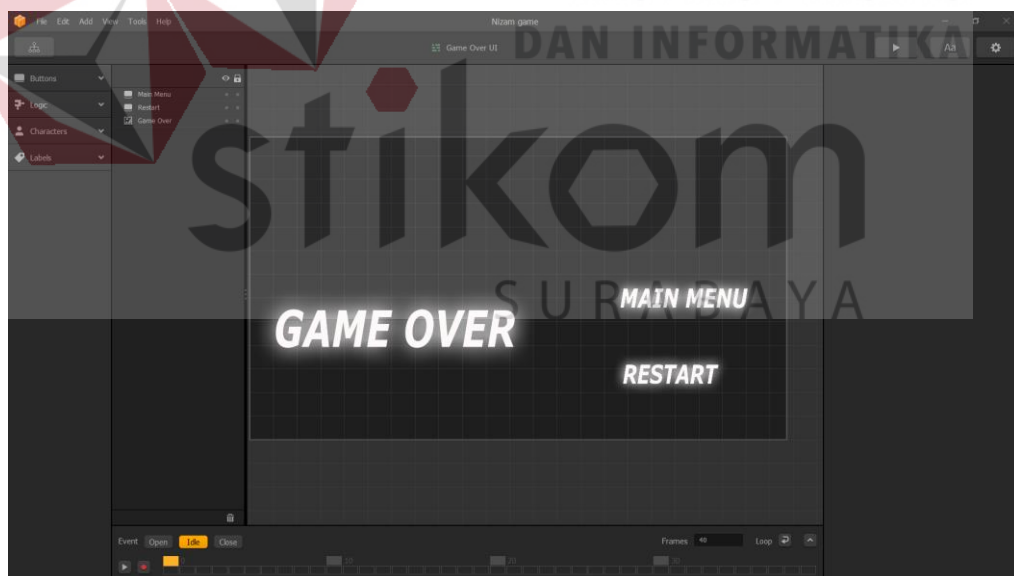 File Edit Add View Tools Help
Nizam game
Game Over UI
DAN INFORMATIKA
Aa
Buttons
Logic
Characters
Labels
Main Menu
Restart
Game Over
stikom
SURABAYA
MAIN MENU
GAME OVER
RESTART
Event Open Idle Close
Frames 40 Loop
0 10 20 30